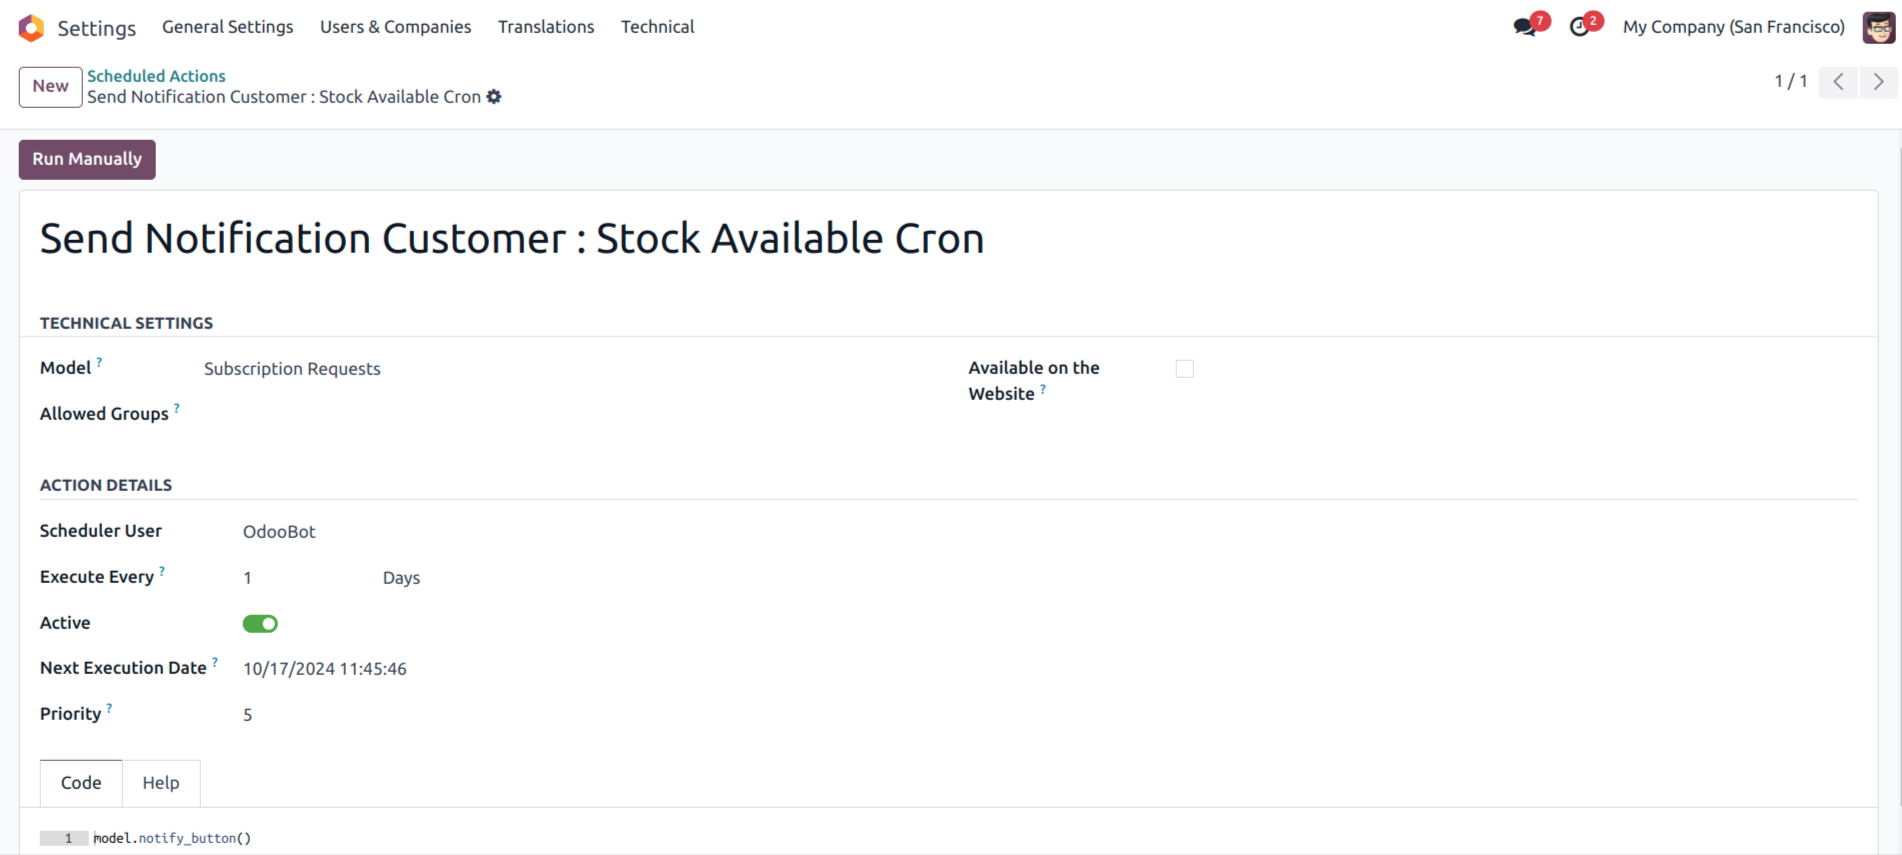 Settings General Settings Users & Companies Translations Technical 7 2 My Company (San Francisco)
New
Scheduled Actions
Send Notification Customer : Stock Available Cron
1 / 1
Run Manually
Send Notification Customer : Stock Available Cron
TECHNICAL SETTINGS
Model ? Subscription Requests
Available on the
Website ?
Allowed Groups ?
ACTION DETAILS
Scheduler User OdooBot
Execute Every ? 1 Days
Active
Next Execution Date ? 10/17/2024 11:45:46
Priority ? 5
Code Help
1 model.notify_button()